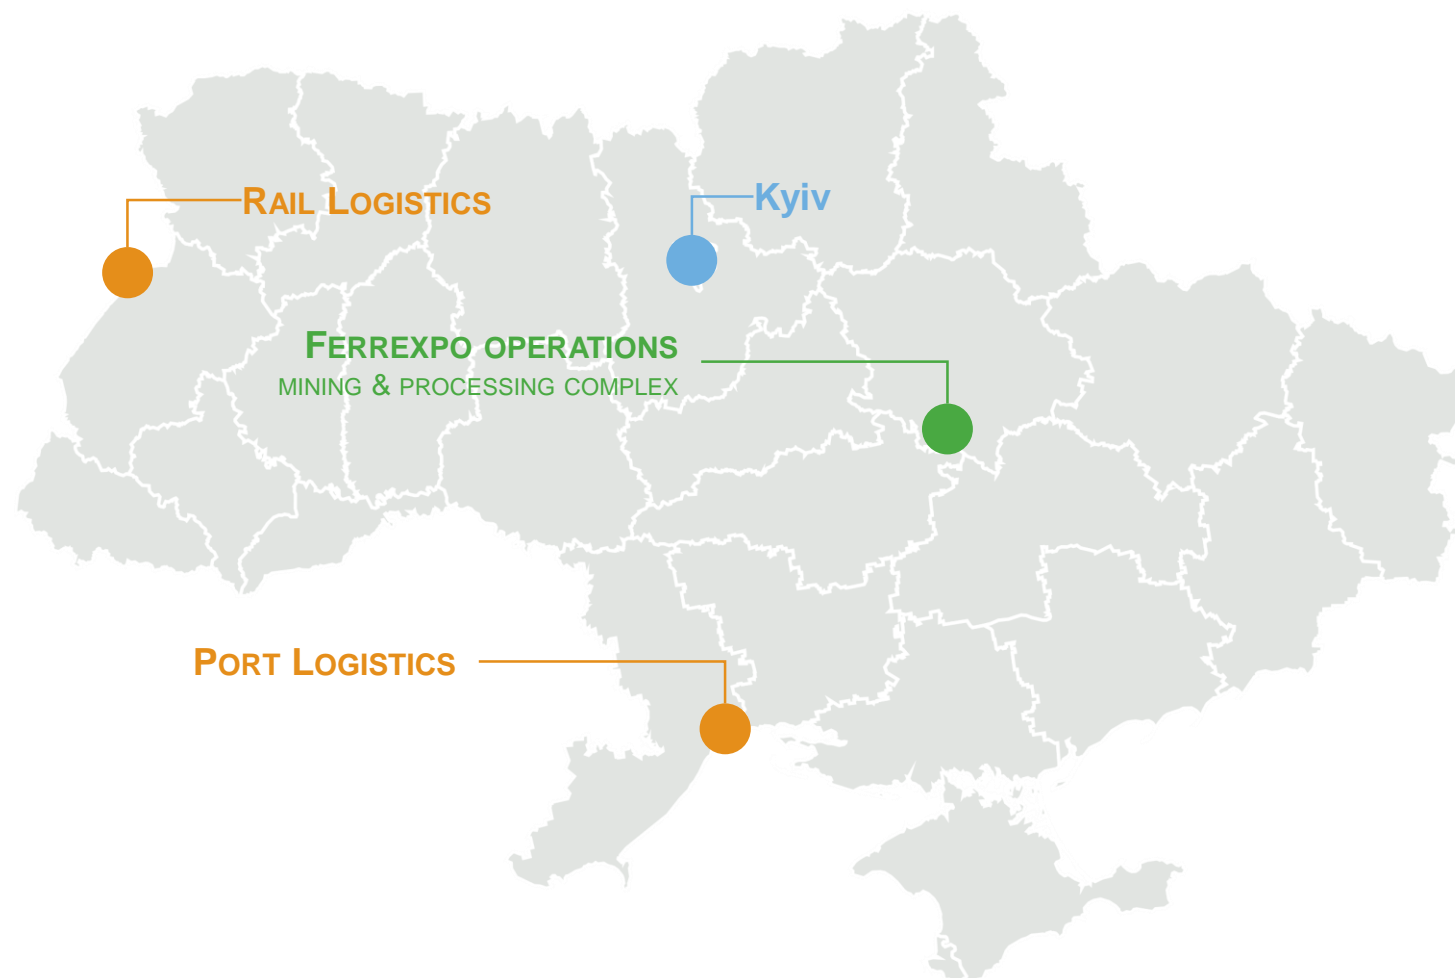 RAIL LOGISTICS
Kyiv
FERREXPO OPERATIONS
MINING & PROCESSING COMPLEX
PORT LOGISTICS